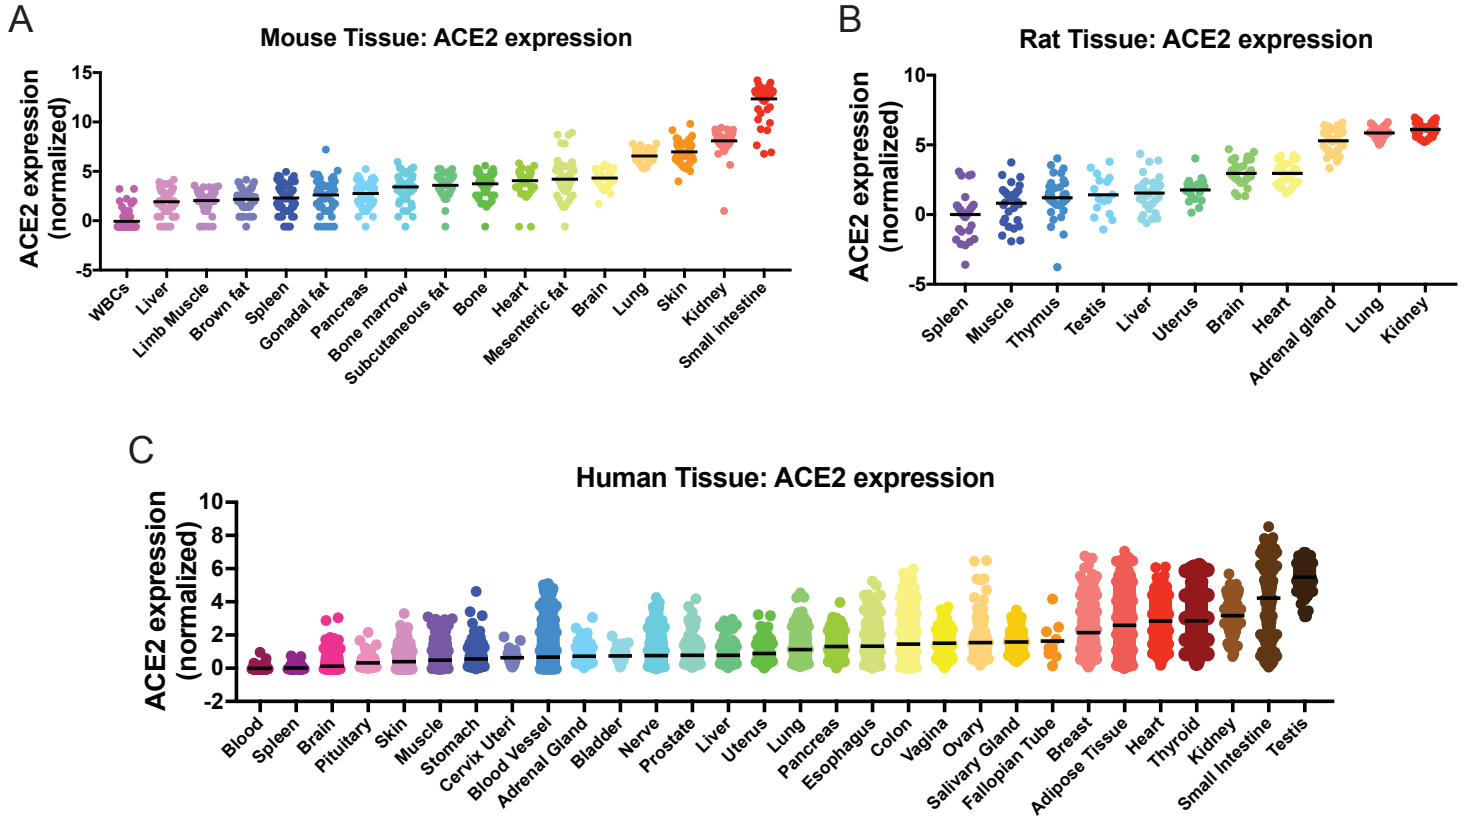 A
Mouse Tissue: ACE2 expression
ACE2 expression
(normalized)
15
10
5
0
-5
WBCs
Liver
Limb Muscle
Brown fat
Spleen
Gonadal fat
Pancreas
Bone marrow
Subcutaneous fat
Bone
Heart
Mesenteric fat
Brain
Lung
Skin
Kidney
Small intestine
B
Rat Tissue: ACE2 expression
ACE2 expression
(normalized)
10
5
0
-5
Spleen
Muscle
Thymus
Testis
Liver
Uterus
Brain
Heart
Adrenal gland
Lung
Kidney
C
Human Tissue: ACE2 expression
ACE2 expression
(normalized)
10
8
6
4
2
0
-2
Blood
Spleen
Brain
Pituitary
Skin
Muscle
Stomach
Cervix Uteri
Blood Vessel
Adrenal Gland
Bladder
Nerve
Prostate
Liver
Uterus
Lung
Pancreas
Esophagus
Colon
Vagina
Ovary
Salivary Gland
Fallopian Tube
Breast
Adipose Tissue
Heart
Thyroid
Kidney
Small Intestine
Testis